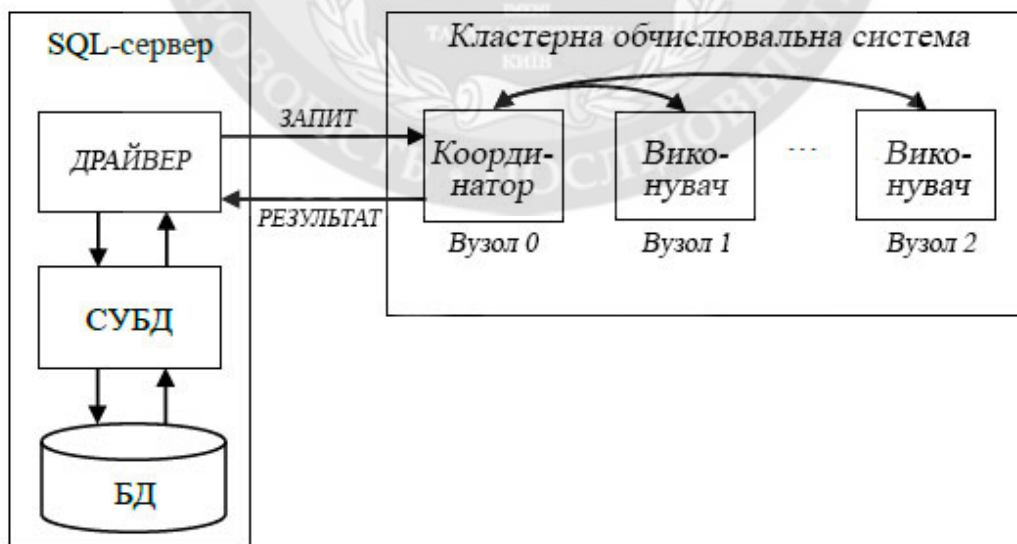 SQL-сервер
ДРАЙВЕР
СУБД
БД
ЗАПИТ
РЕЗУЛЬТАТ
Кластерна обчислювальна система
Коорди-
натор
Вузол 0
Вико-
нувач
Вузол 1
...
Вико-
нувач
Вузол 2
КИЇВ